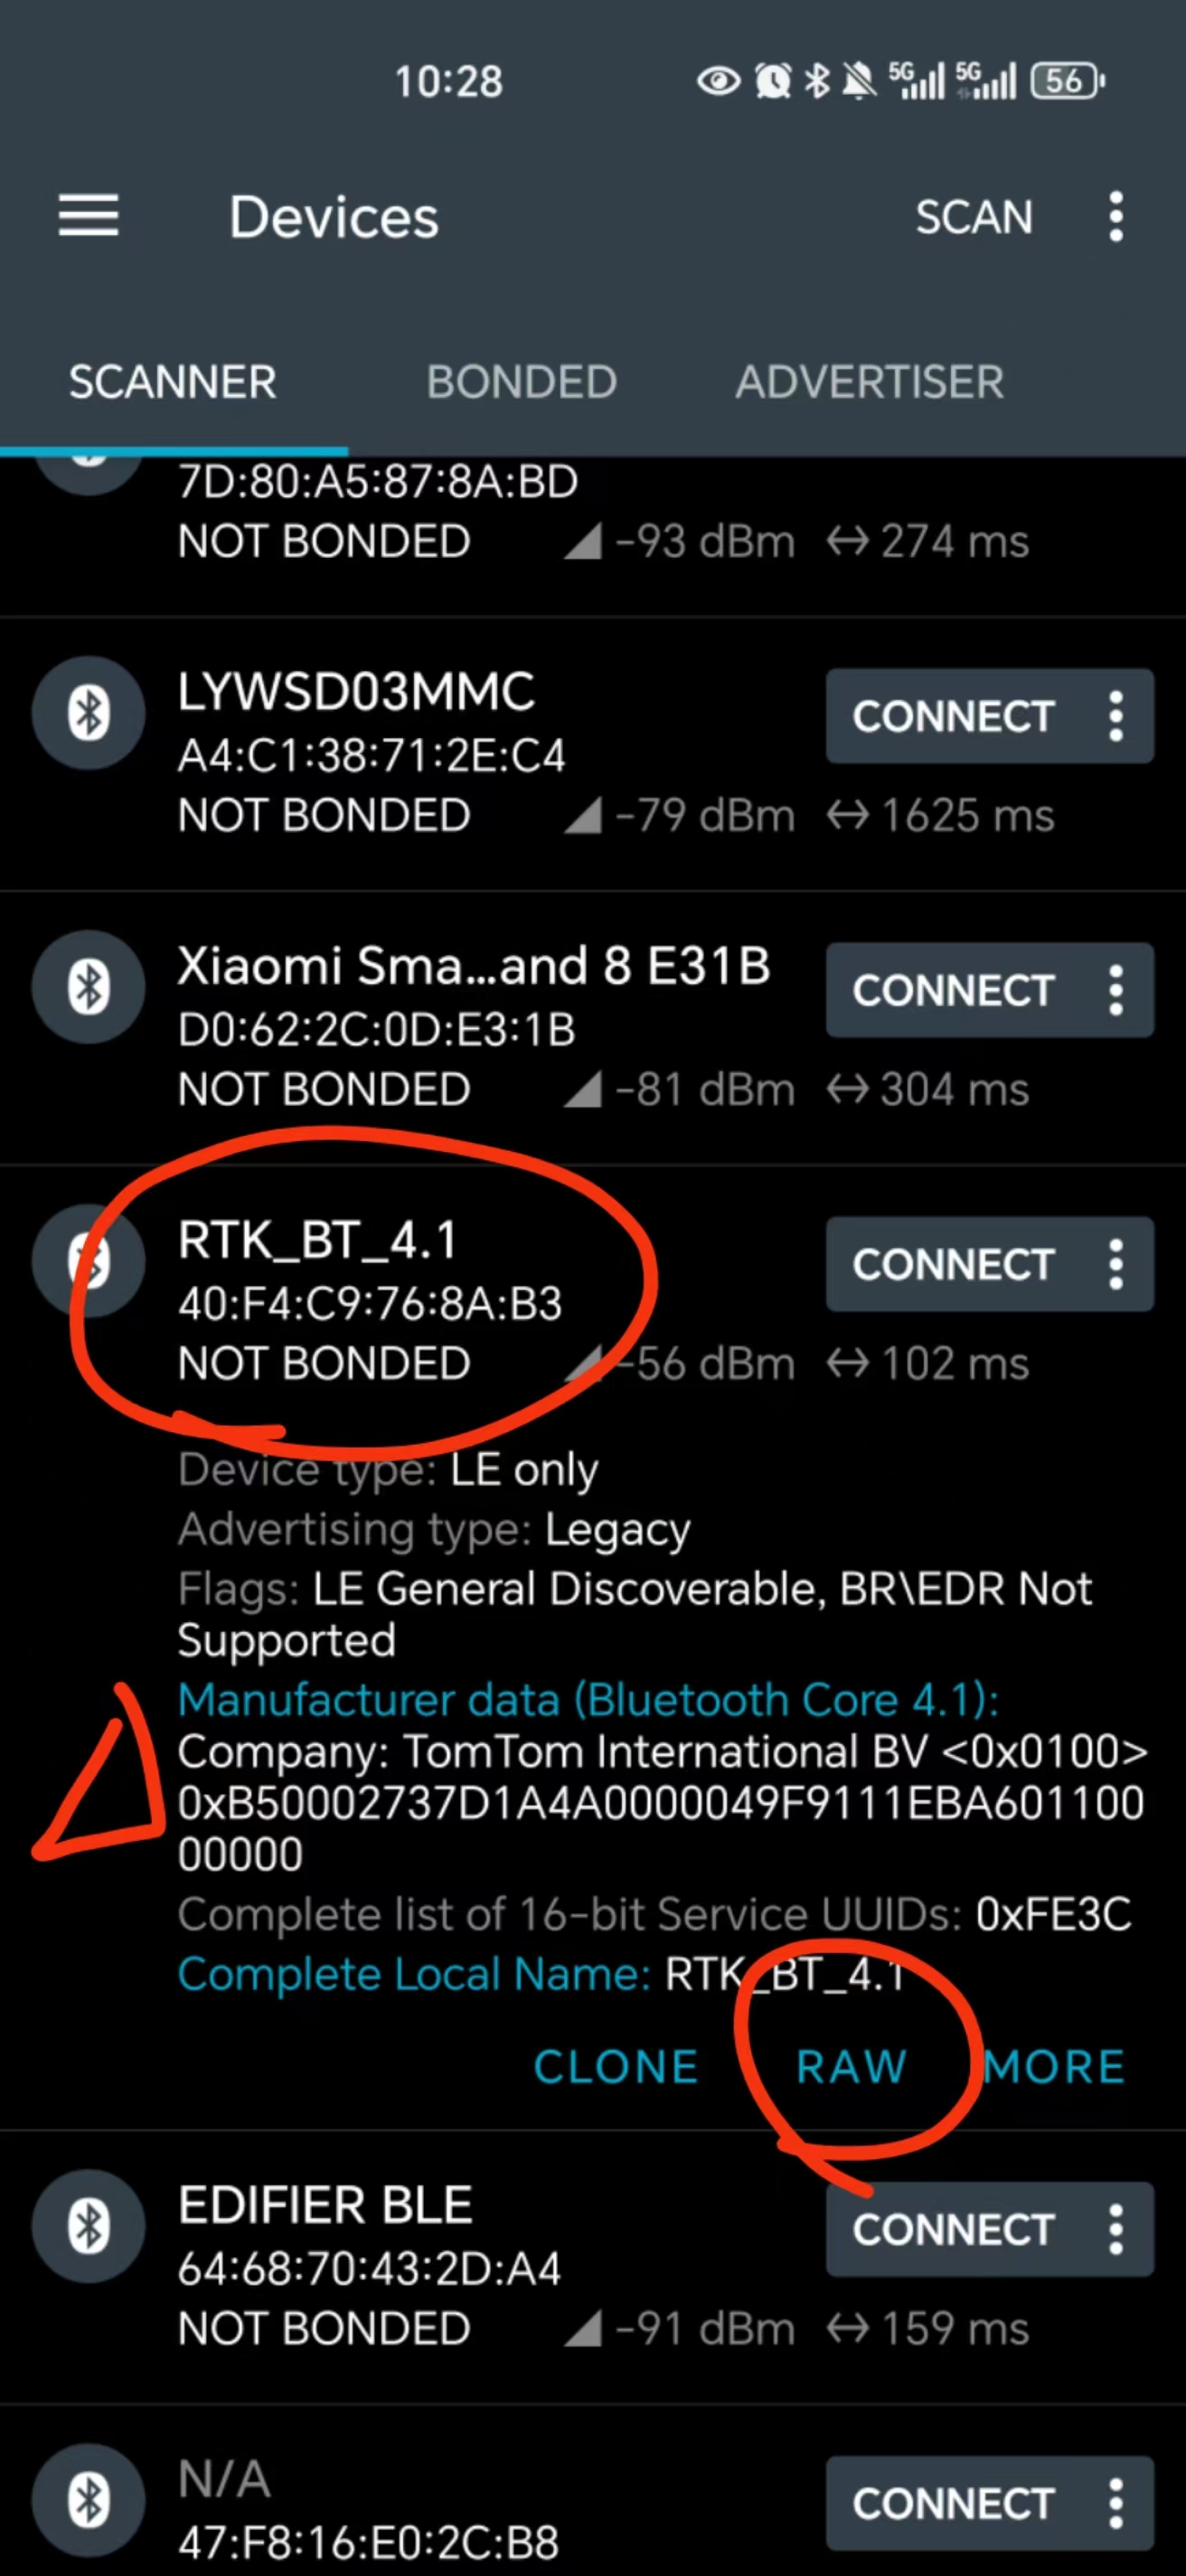 10:28
5G 5G 56
Devices SCAN
SCANNER BONDED ADVERTISER
7D:80:A5:87:8A:BD
NOT BONDED -93 dBm ↔ 274 ms
LYWSD03MMC CONNECT
A4:C1:38:71:2E:C4
NOT BONDED -79 dBm ↔ 1625 ms
Xiaomi Sma...and 8 E31B CONNECT
D0:62:2C:0D:E3:1B
NOT BONDED -81 dBm ↔ 304 ms
RTK_BT_4.1 CONNECT
40:F4:C9:76:8A:B3
NOT BONDED -56 dBm ↔ 102 ms
Device type: LE only
Advertising type: Legacy
Flags: LE General Discoverable, BR\EDR Not
Supported
Manufacturer data (Bluetooth Core 4.1):
Company: TomTom International BV <0x0100>
0xB50002737D1A4A0000049F9111EBA601100
00000
Complete list of 16-bit Service UUIDs: 0xFE3C
Complete Local Name: RTK_BT_4.1
CLONE RAW MORE
EDIFIER BLE CONNECT
64:68:70:43:2D:A4
NOT BONDED -91 dBm ↔ 159 ms
N/A CONNECT
47:F8:16:E0:2C:B8